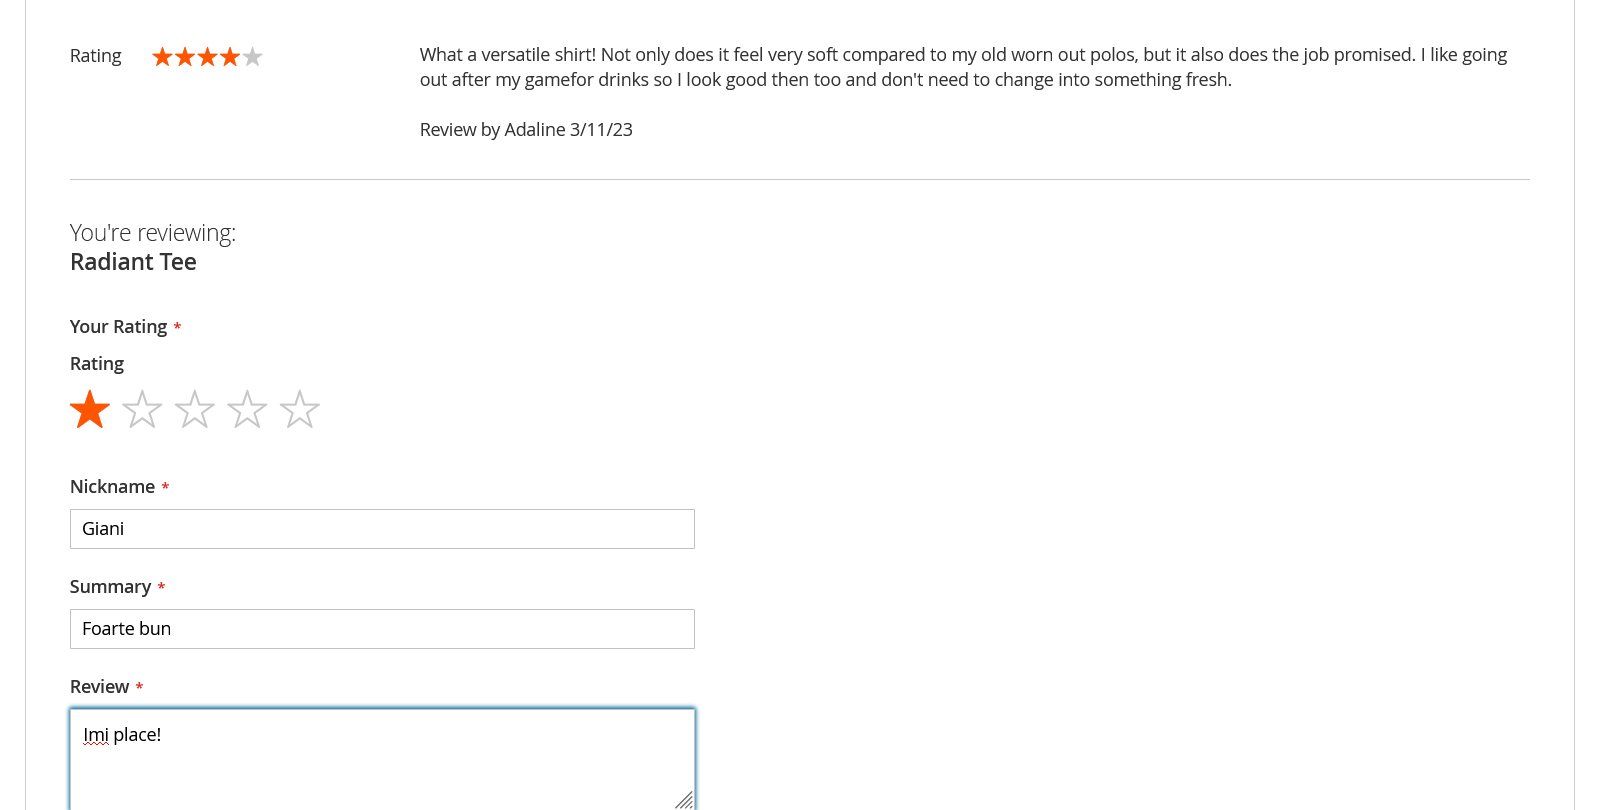 Rating
What a versatile shirt! Not only does it feel very soft compared to my old worn out polos, but it also does the job promised. I like going
out after my gamefor drinks so I look good then too and don't need to change into something fresh.
Review by Adaline 3/11/23
You're reviewing:
Radiant Tee
Your Rating *
Rating
Nickname *
Giani
Summary *
Foarte bun
Review *
Imi place!